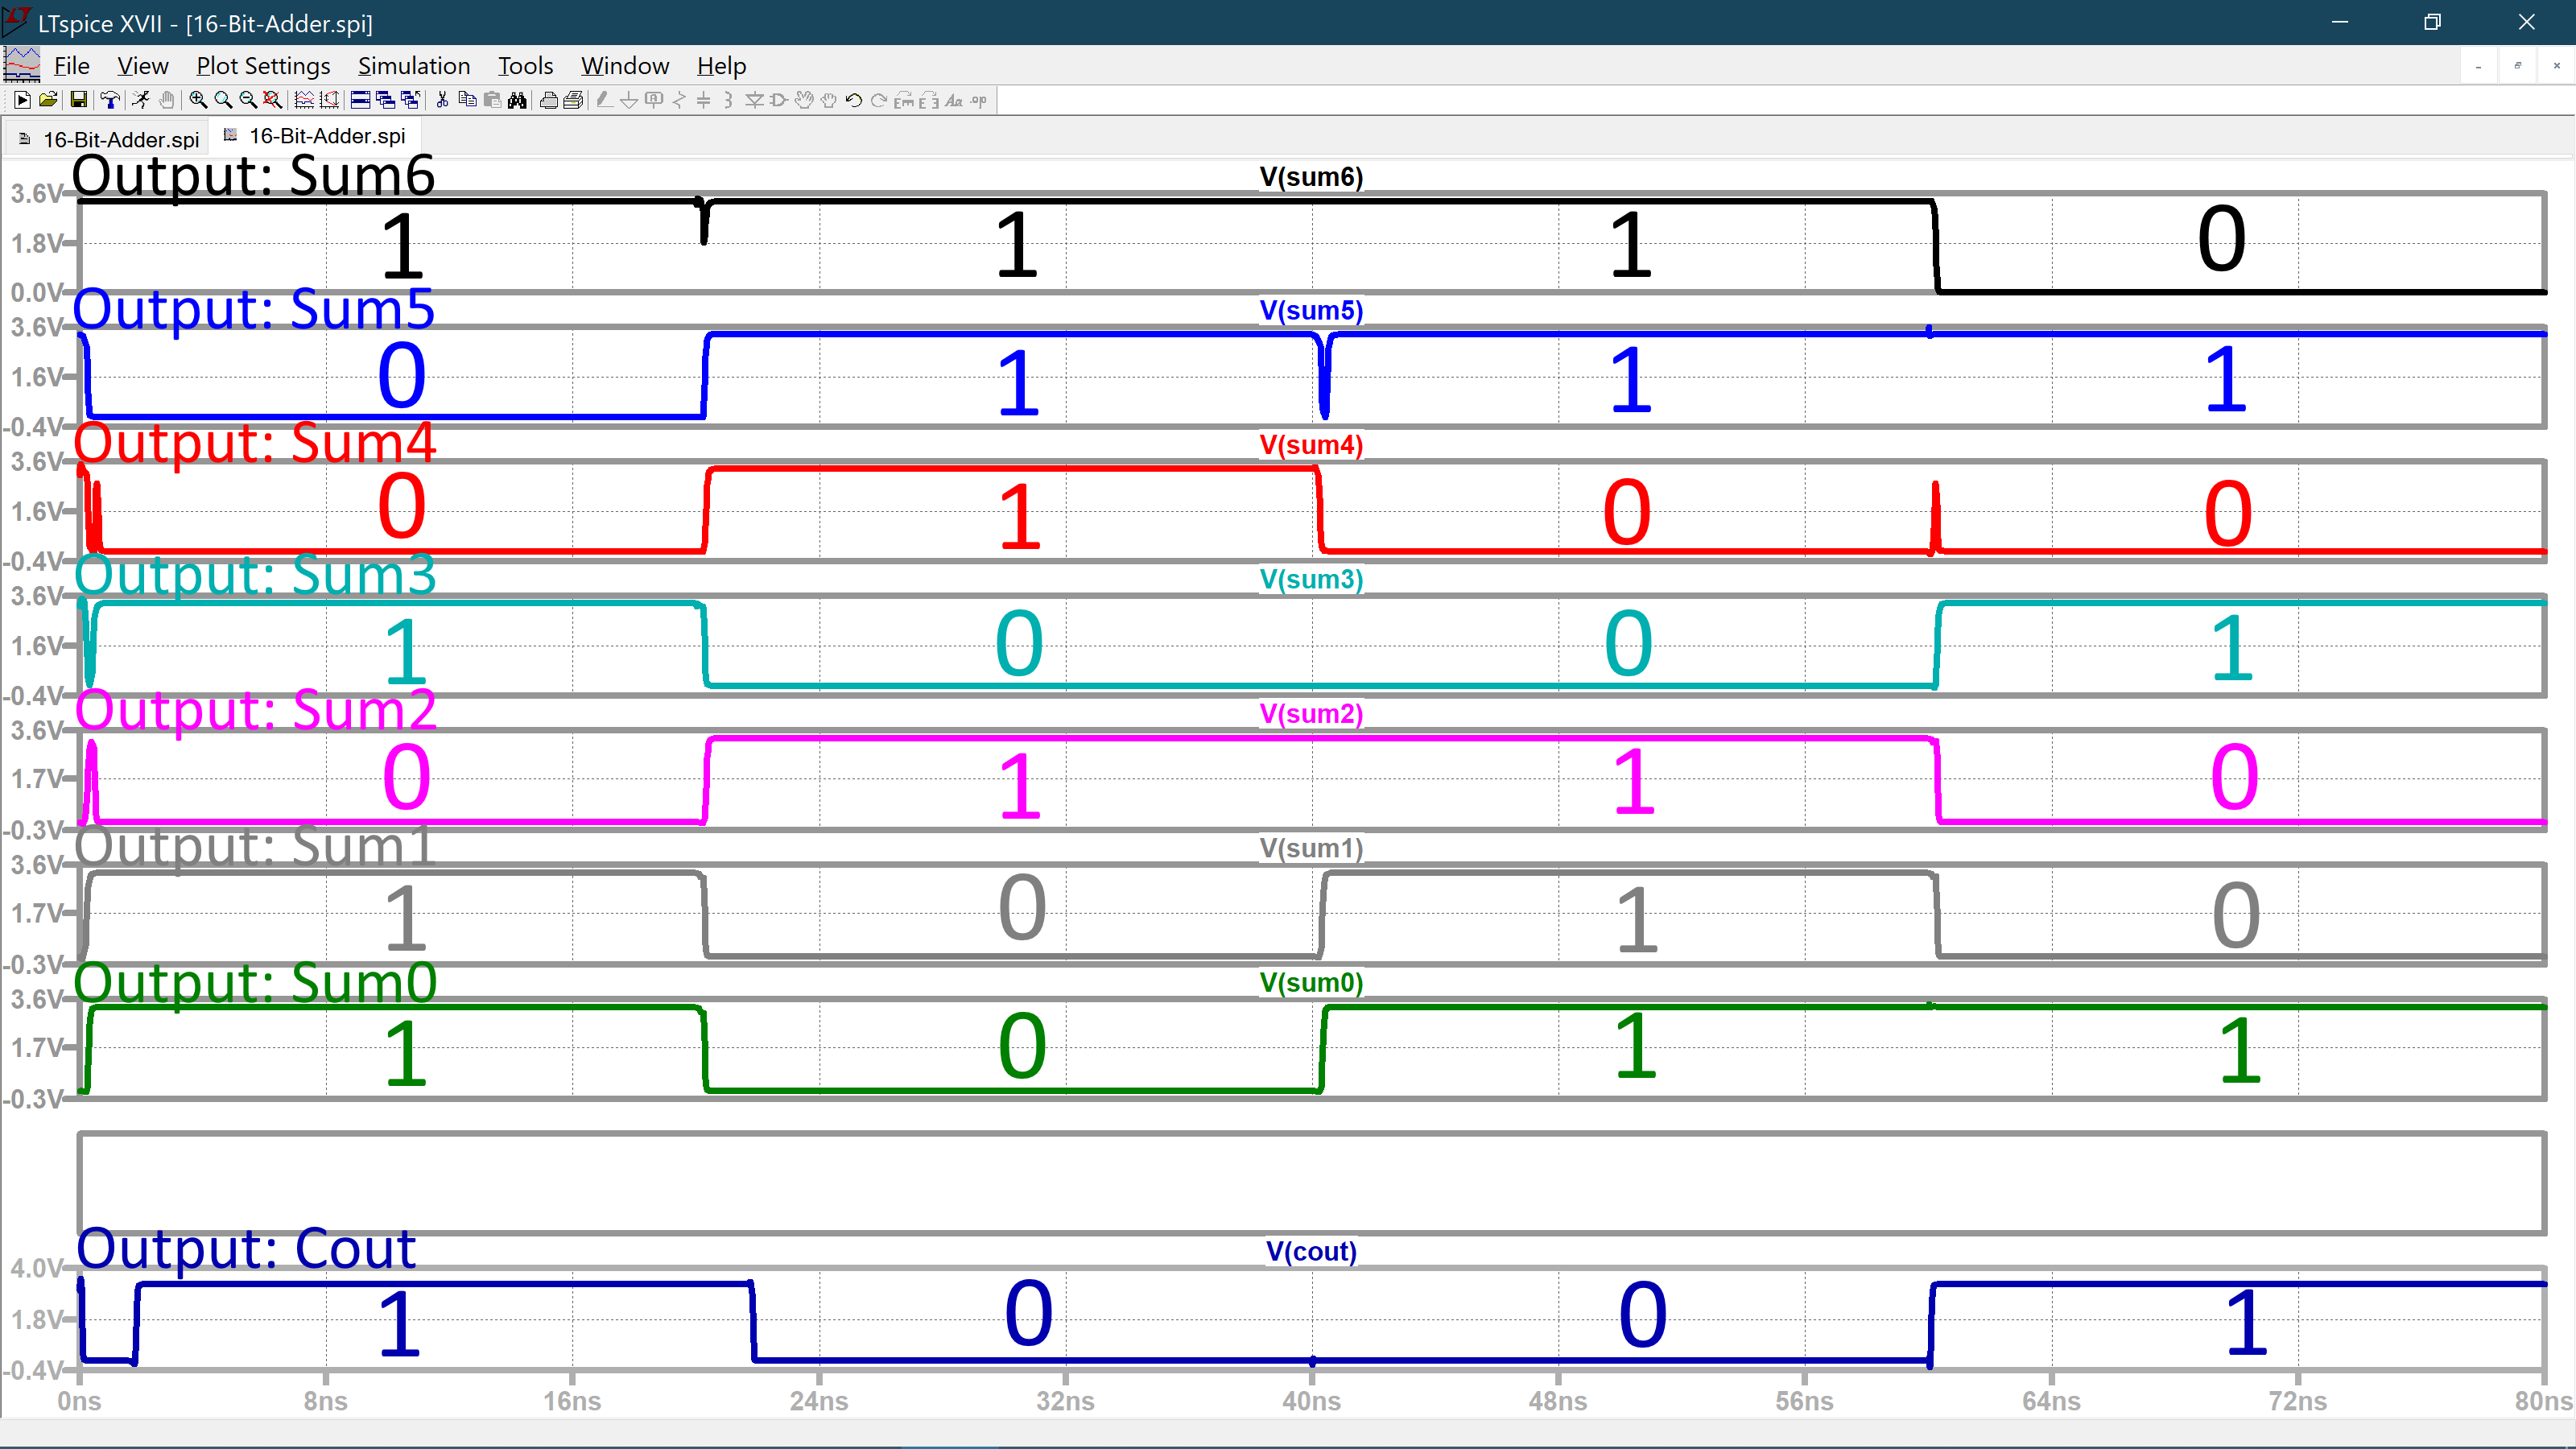 LTspice XVII - [16-Bit-Adder.spi]
File View Plot Settings Simulation Tools Window Help
16-Bit-Adder.spi 16-Bit-Adder.spi
Output: Sum6
V(sum6)
3.6V
1.8V
0.0V
1 1 1 0
Output: Sum5
V(sum5)
3.6V
1.6V
-0.4V
0 1 1 1
Output: Sum4
V(sum4)
3.6V
1.6V
-0.4V
0 1 0 0
Output: Sum3
V(sum3)
3.6V
1.6V
-0.4V
1 0 0 1
Output: Sum2
V(sum2)
3.6V
1.7V
-0.3V
0 1 1 0
Output: Sum1
V(sum1)
3.6V
1.7V
-0.3V
1 0 1 0
Output: Sum0
V(sum0)
3.6V
1.7V
-0.3V
1 0 1 1
Output: Cout
V(cout)
4.0V
1.8V
-0.4V
1 0 0 1
0ns 8ns 16ns 24ns 32ns 40ns 48ns 56ns 64ns 72ns 80ns